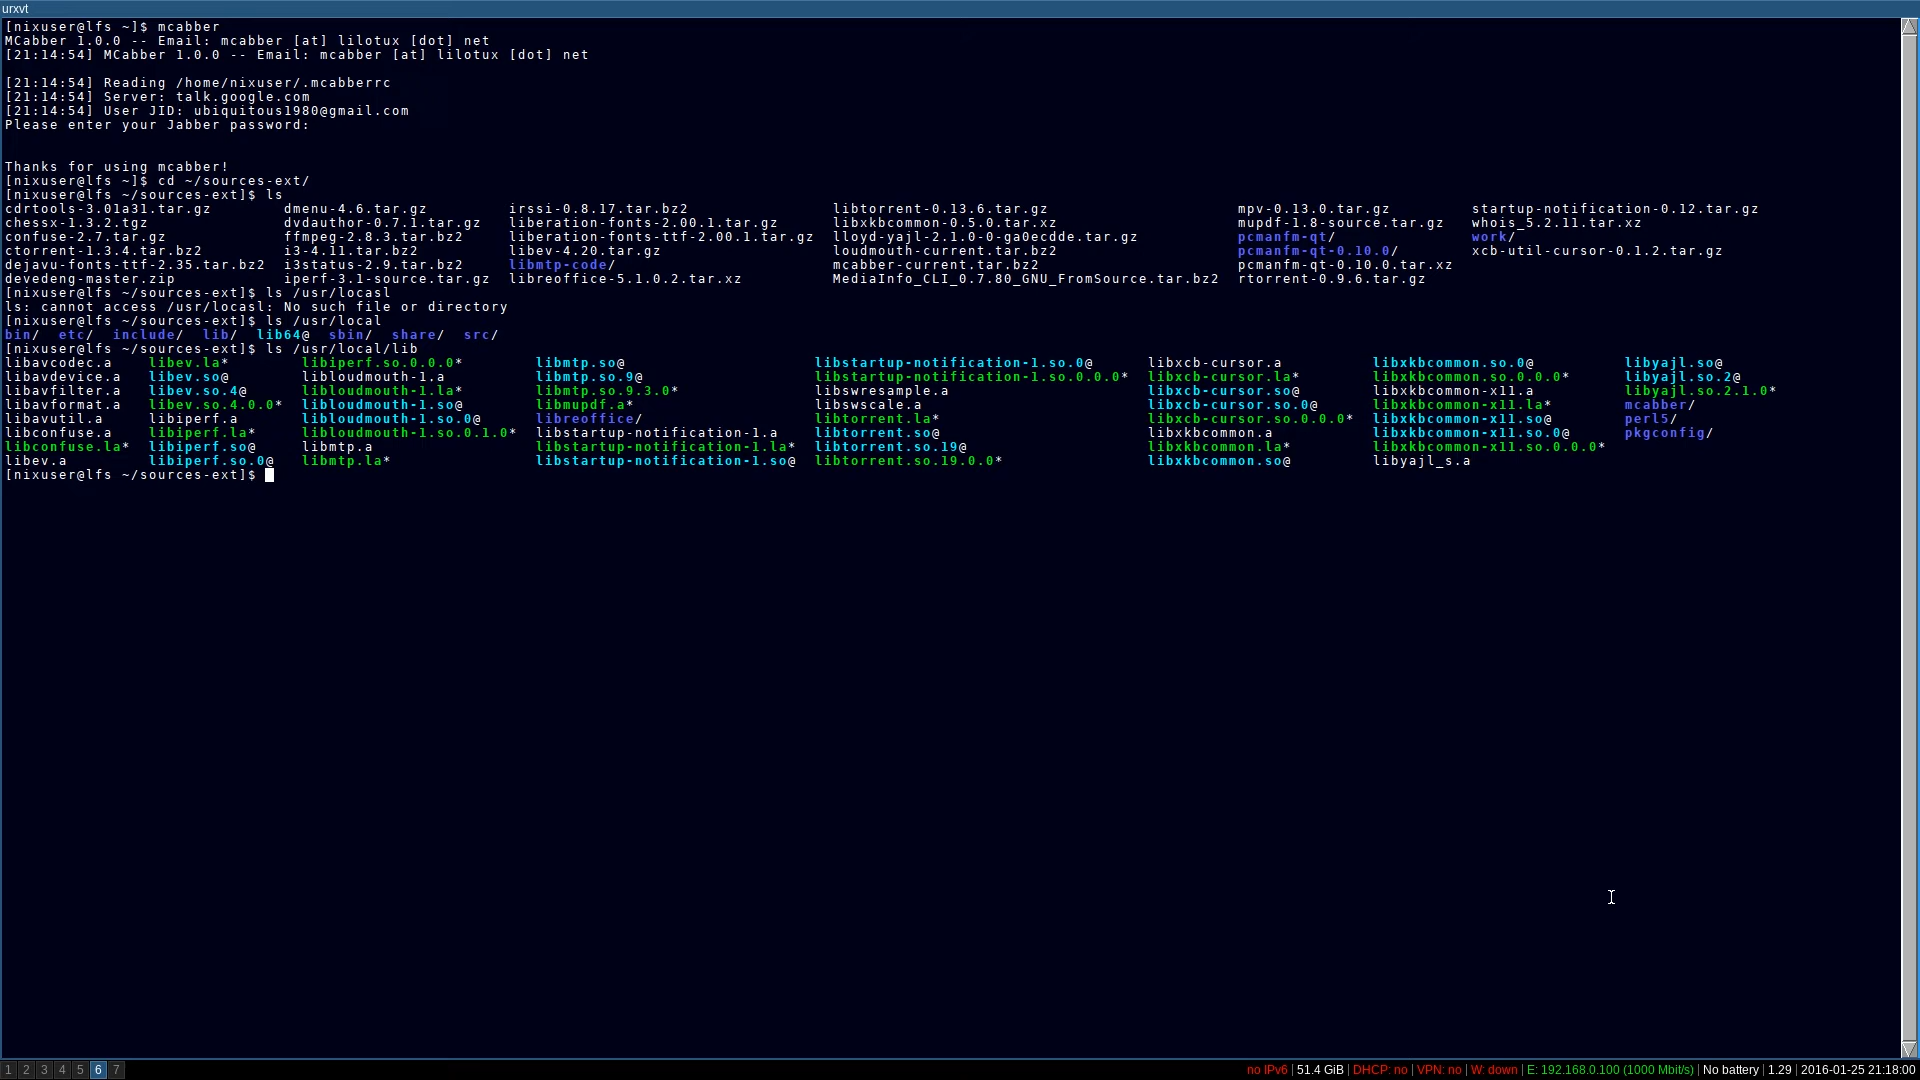 urxvt
[nixuser@lfs ~]$ mcabber
MCabber 1.0.0 -- Email: mcabber [at] lilotux [dot] net
[21:14:54] MCabber 1.0.0 -- Email: mcabber [at] lilotux [dot] net
[21:14:54] Reading /home/nixuser/.mcabberrc
[21:14:54] Server: talk.google.com
[21:14:54] User JID: ubiquitous1980@gmail.com
Please enter your Jabber password:
Thanks for using mcabber!
[nixuser@lfs ~]$ cd ~/sources-ext/
[nixuser@lfs ~/sources-ext]$ ls
cdrtools-3.01a31.tar.gz dmenu-4.6.tar.gz irssi-0.8.17.tar.bz2 libtorrent-0.13.6.tar.gz mpv-0.13.0.tar.gz startup-notification-0.12.tar.gz
chessx-1.3.2.tgz dvdauthor-0.7.1.tar.gz liberation-fonts-2.00.1.tar.gz libxkbcommon-0.5.0.tar.xz mupdf-1.8-source.tar.gz whois_5.2.11.tar.xz
confuse-2.7.tar.gz ffmpeg-2.8.3.tar.bz2 liberation-fonts-ttf-2.00.1.tar.gz lloyd-yajl-2.1.0-0-ga0ecdde.tar.gz pcmanfm-qt/ work/
ctorrent-1.3.4.tar.bz2 i3-4.11.tar.bz2 libev-4.20.tar.gz loudmouth-current.tar.bz2 pcmanfm-qt-0.10.0/ xcb-util-cursor-0.1.2.tar.gz
dejavu-fonts-ttf-2.35.tar.bz2 i3status-2.9.tar.bz2 libmtp-code/ mcabber-current.tar.bz2 pcmanfm-qt-0.10.0.tar.xz
devedeng-master.zip iperf-3.1-source.tar.gz libreoffice-5.1.0.2.tar.xz MediaInfo_CLI_0.7.80_GNU_FromSource.tar.bz2 rtorrent-0.9.6.tar.gz
[nixuser@lfs ~/sources-ext]$ ls /usr/locasl
ls: cannot access /usr/locasl: No such file or directory
[nixuser@lfs ~/sources-ext]$ ls /usr/local
bin/ etc/ include/ lib/ lib64@ sbin/ share/ src/
[nixuser@lfs ~/sources-ext]$ ls /usr/local/lib
libavcodec.a libev.la* libiperf.so.0.0.0* libmtp.so@ libstartup-notification-1.so.0@ libxcb-cursor.a libxkbcommon.so.0@ libyajl.so@
libavdevice.a libev.so@ libloudmouth-1.a libmtp.so.9@ libstartup-notification-1.so.0.0.0* libxcb-cursor.la* libxkbcommon.so.0.0.0* libyajl.so.2@
libavfilter.a libev.so.4@ libloudmouth-1.la* libmtp.so.9.3.0* libswresample.a libxcb-cursor.so@ libxkbcommon-x11.a libyajl.so.2.1.0*
libavformat.a libev.so.4.0.0* libloudmouth-1.so@ libmupdf.a* libswscale.a libxcb-cursor.so.0@ libxkbcommon-x11.la* mcabber/
libavutil.a libiperf.a libloudmouth-1.so.0@ libreoffice/ libtorrent.la* libxcb-cursor.so.0.0.0* libxkbcommon-x11.so@ perl5/
libconfuse.a libiperf.la* libloudmouth-1.so.0.1.0* libstartup-notification-1.a libtorrent.so@ libxkbcommon.a libxkbcommon-x11.so.0@ pkgconfig/
libconfuse.la* libiperf.so@ libmtp.a libstartup-notification-1.la* libtorrent.so.19@ libxkbcommon.la* libxkbcommon-x11.so.0.0.0*
libev.a libiperf.so.0@ libmtp.la* libstartup-notification-1.so@ libtorrent.so.19.0.0* libxkbcommon.so@ libyajl_s.a
[nixuser@lfs ~/sources-ext]$
1 2 3 4 5 6 7 no IPv6 | 51.4 GiB | DHCP: no | VPN: no | W: down | E: 192.168.0.100 (1000 Mbit/s) | No battery | 1.29 | 2016-01-25 21:18:00